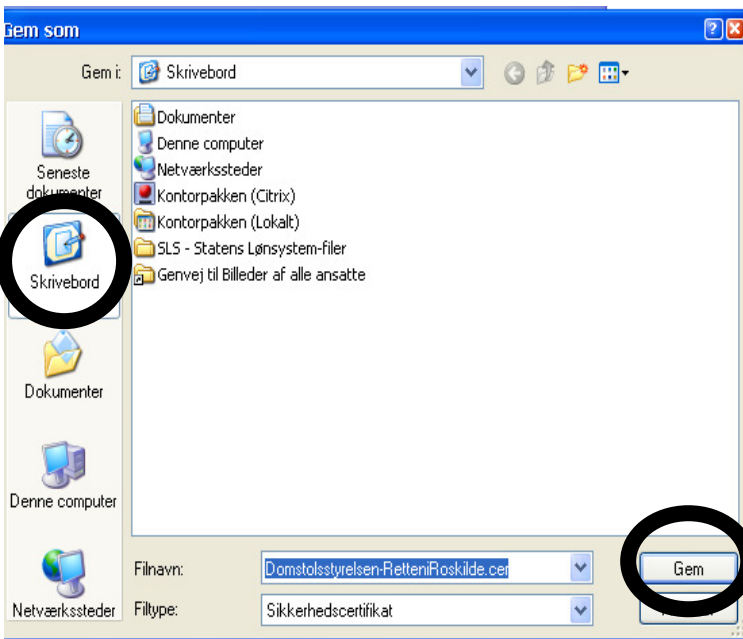 Gem som
Gem i:
Skrivebord
Seneste
dokumenter
Skrivebord
Dokumenter
Denne computer
Netværkssteder
Dokumenter
Denne computer
Netværkssteder
Kontorpakken (Citrix)
Kontorpakken (Lokalt)
SLS - Statens Lønsystem-filer
Genvej til Billeder af alle ansatte
Filnavn:
Domstolsstyrelsen-RetteniRoskilde.cer
Gem
Filtype:
Sikkerhedscertifikat